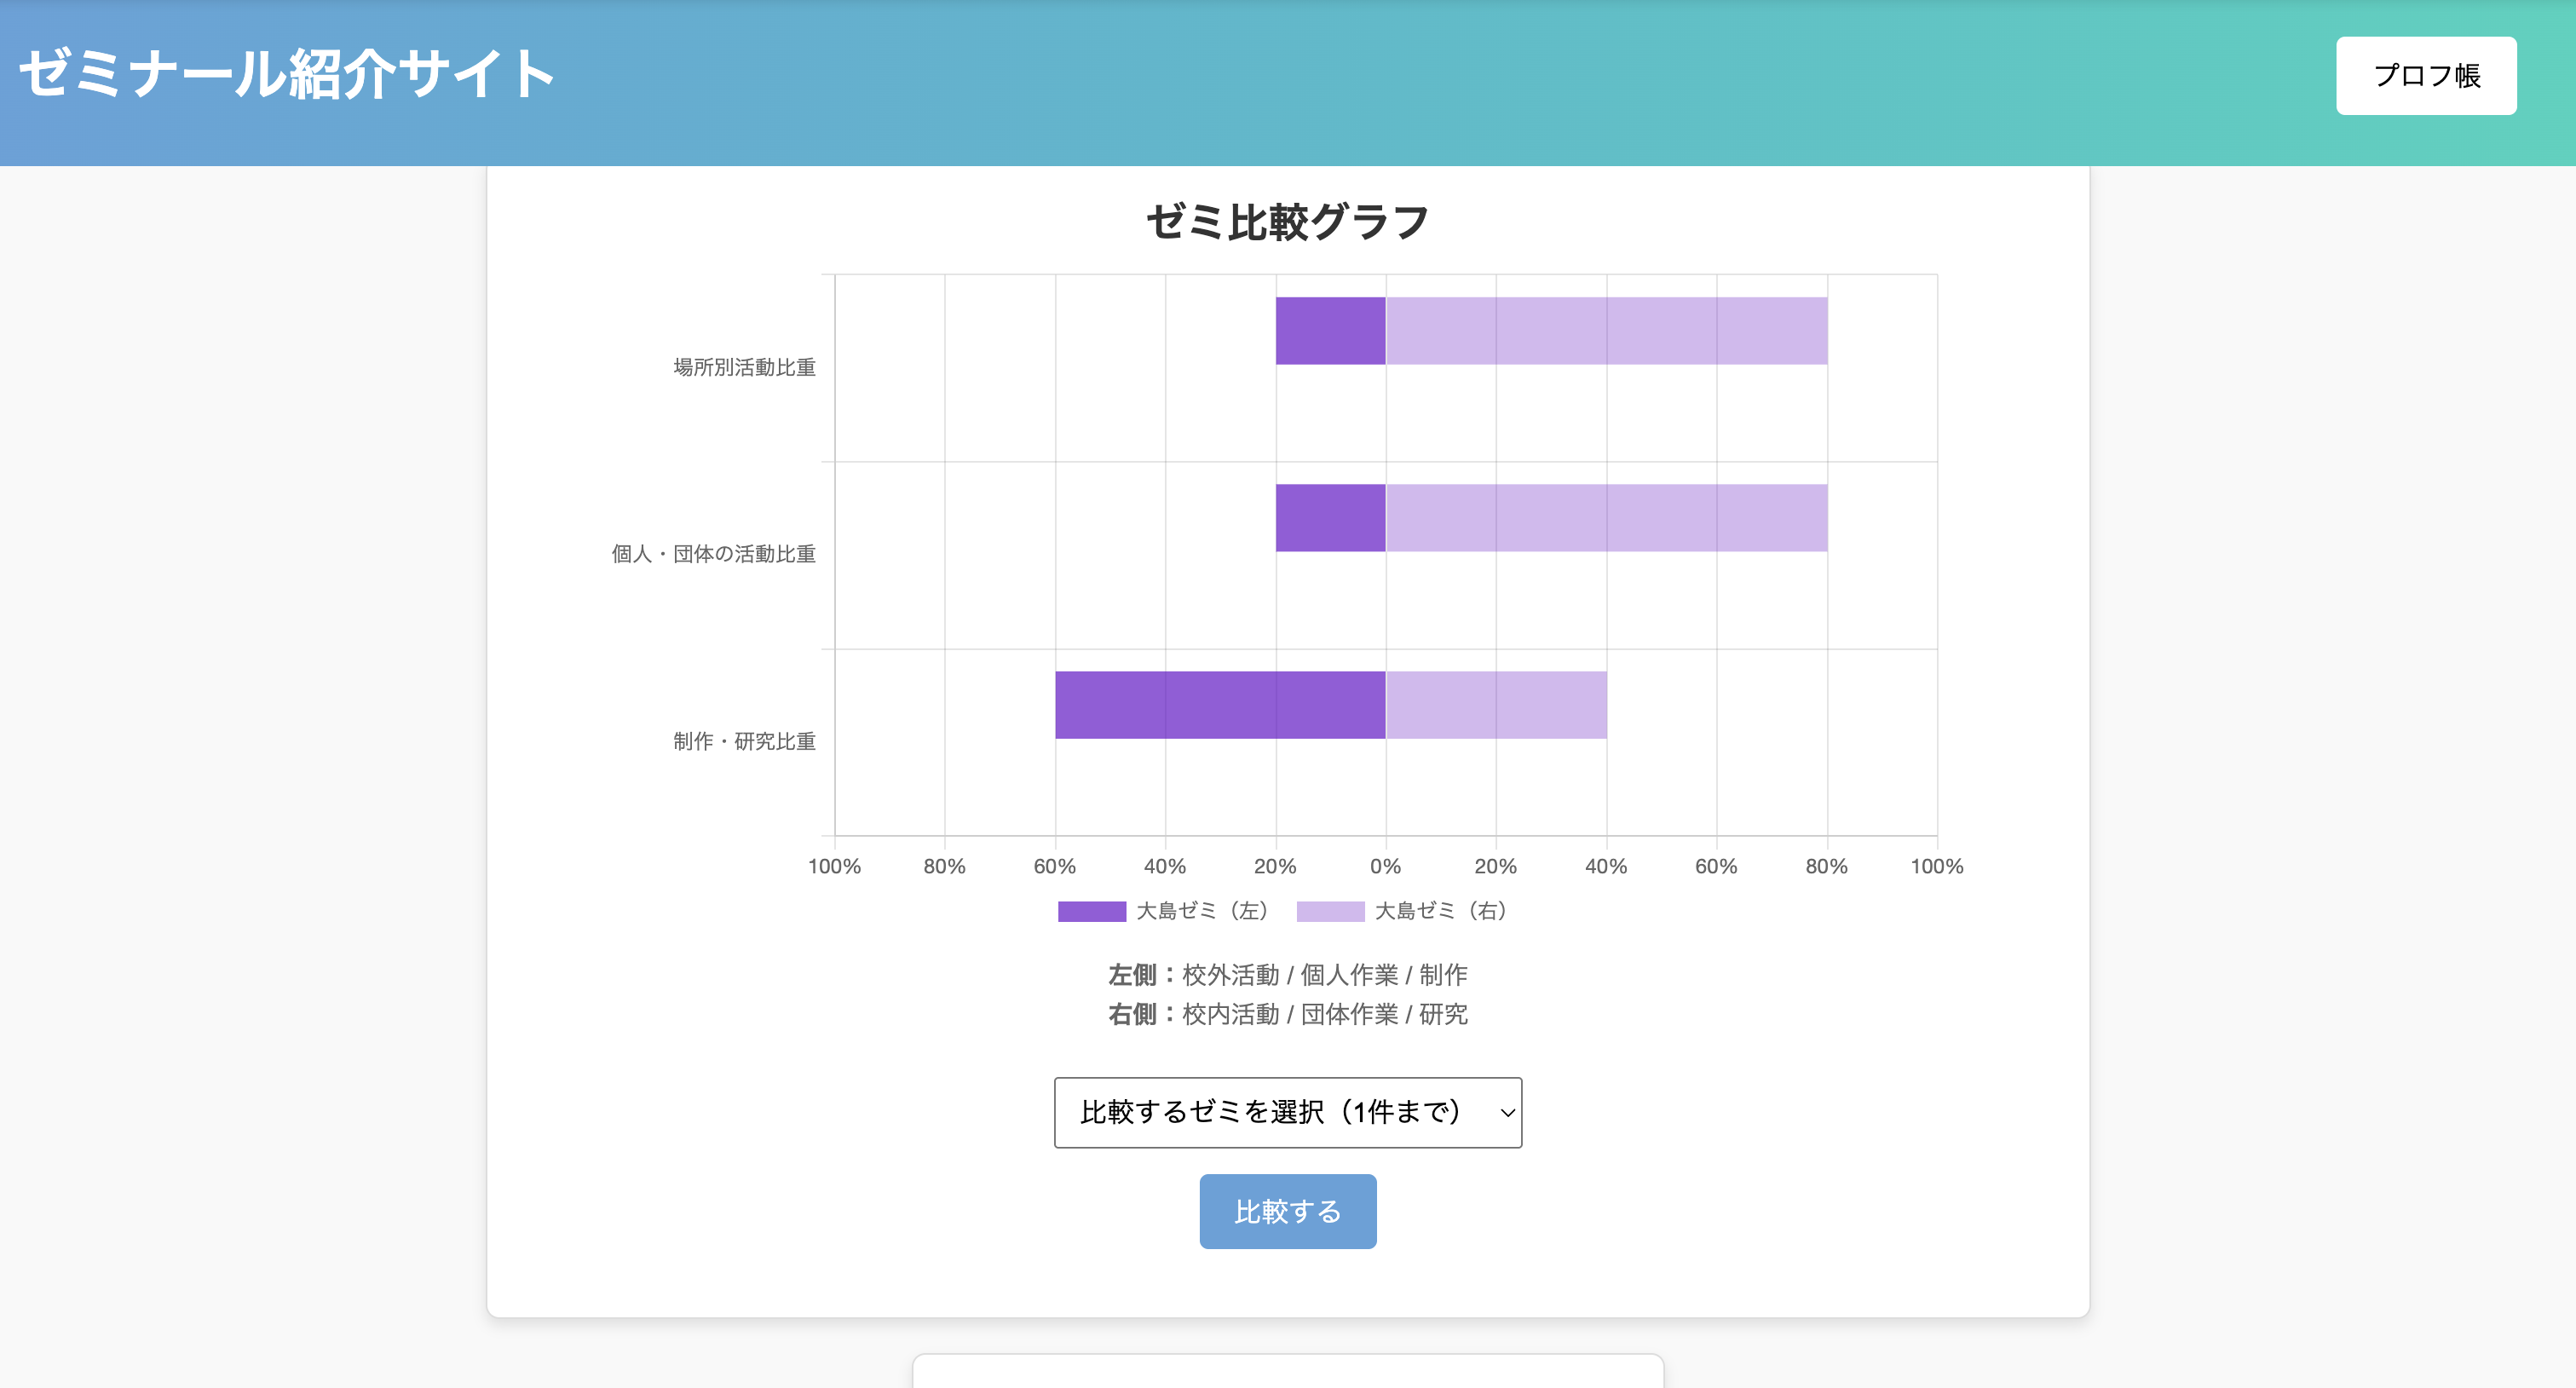 ゼミナール紹介サイト
プロフ帳
ゼミ比較グラフ
場所別活動比重
個人・団体の活動比重
制作・研究比重
100% 80% 60% 40% 20% 0% 20% 40% 60% 80% 100%
大島ゼミ（左） 大島ゼミ（右）
左側：校外活動 / 個人作業 / 制作
右側：校内活動 / 団体作業 / 研究
比較するゼミを選択（1件まで）
比較する